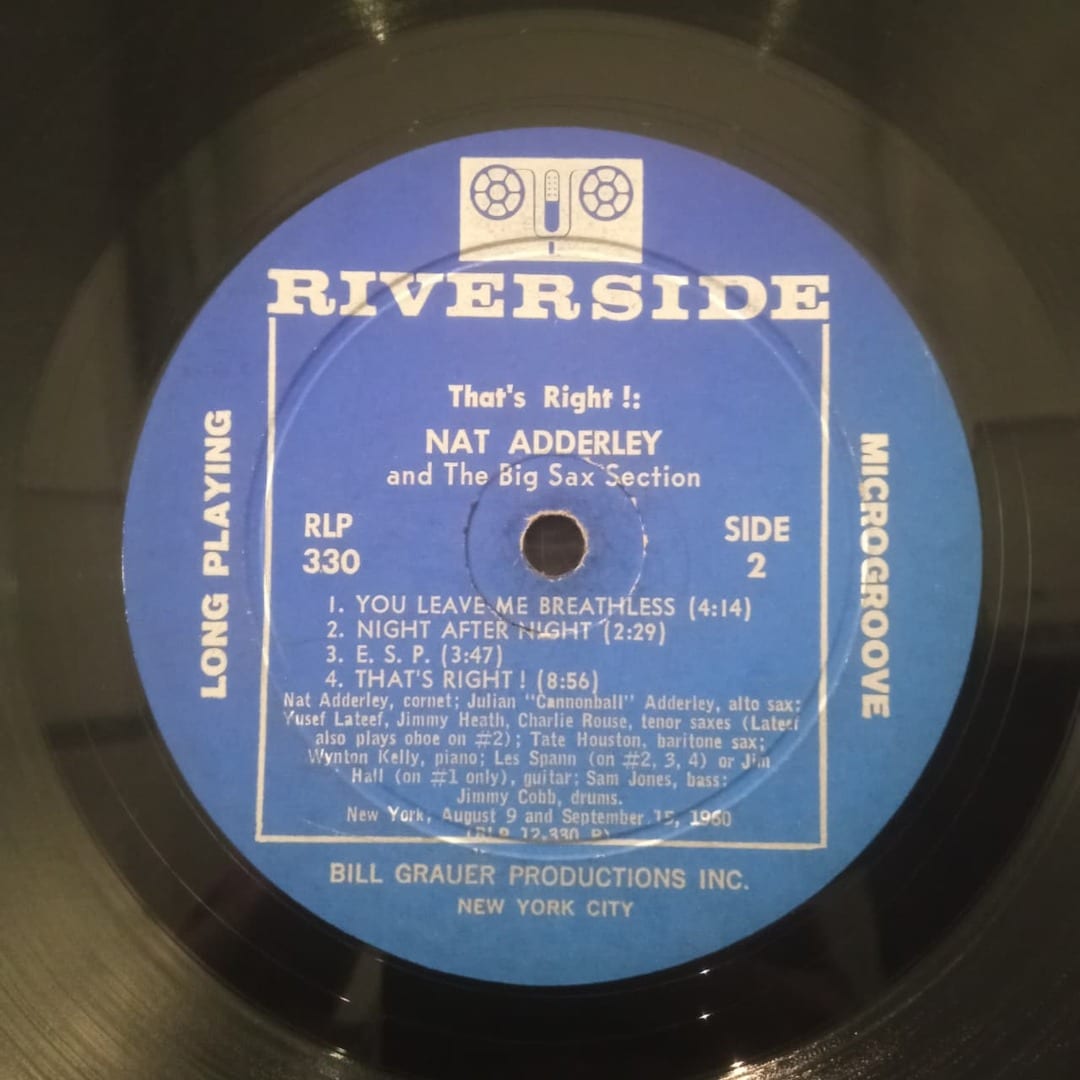 RIVERSIDE
That's Right !:
NAT ADDERLEY
and The Big Sax Section
RLP
330
SIDE
2
LONG PLAYING
MICROGROOVE
1. YOU LEAVE ME BREATHLESS (4:14)
2. NIGHT AFTER NIGHT (2:29)
3. E. S. P. (3:47)
4. THAT'S RIGHT ! (8:56)
Nat Adderley, cornet; Julian "Cannonball" Adderley, alto sax;
Yusef Lateef, Jimmy Heath, Charlie Rouse, tenor saxes (Lateef
also plays oboe on #2); Tate Houston, baritone sax;
Wynton Kelly, piano; Les Spann (on #2, 3, 4) or Jim
Hall (on #1 only), guitar; Sam Jones, bass;
Jimmy Cobb, drums.
New York, August 9 and September 15, 1960
(RLP 12-330 B)
BILL GRAUER PRODUCTIONS INC.
NEW YORK CITY